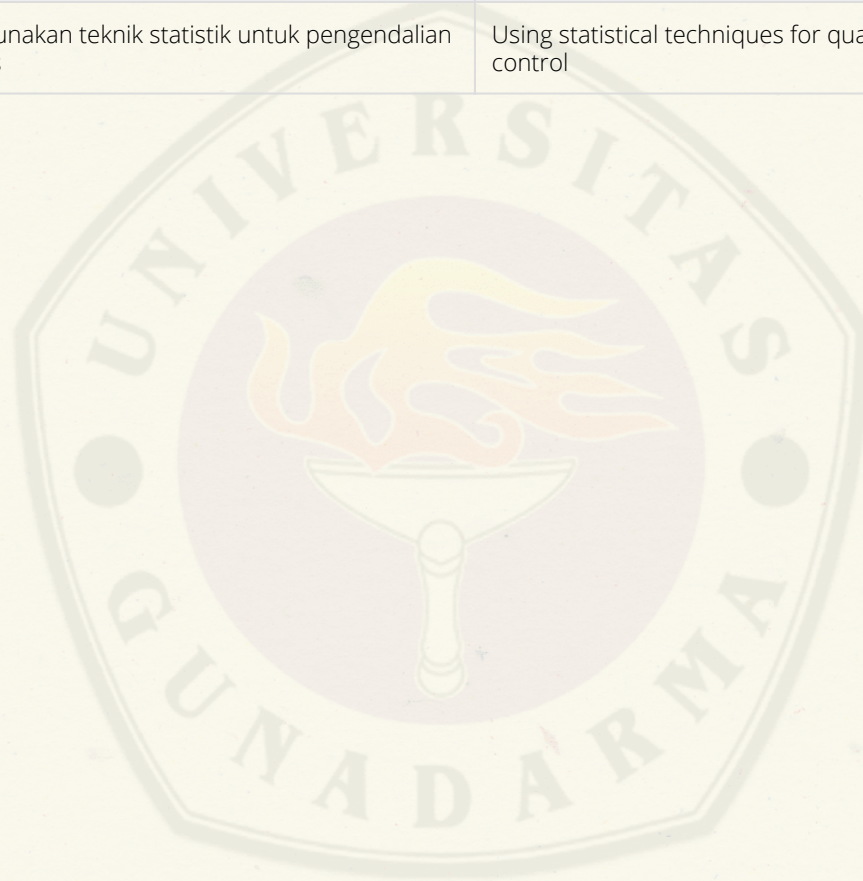 unakan teknik statistik untuk pengendalian
Using statistical techniques for qua
control
UNIVERSITAS
GUNADARMA